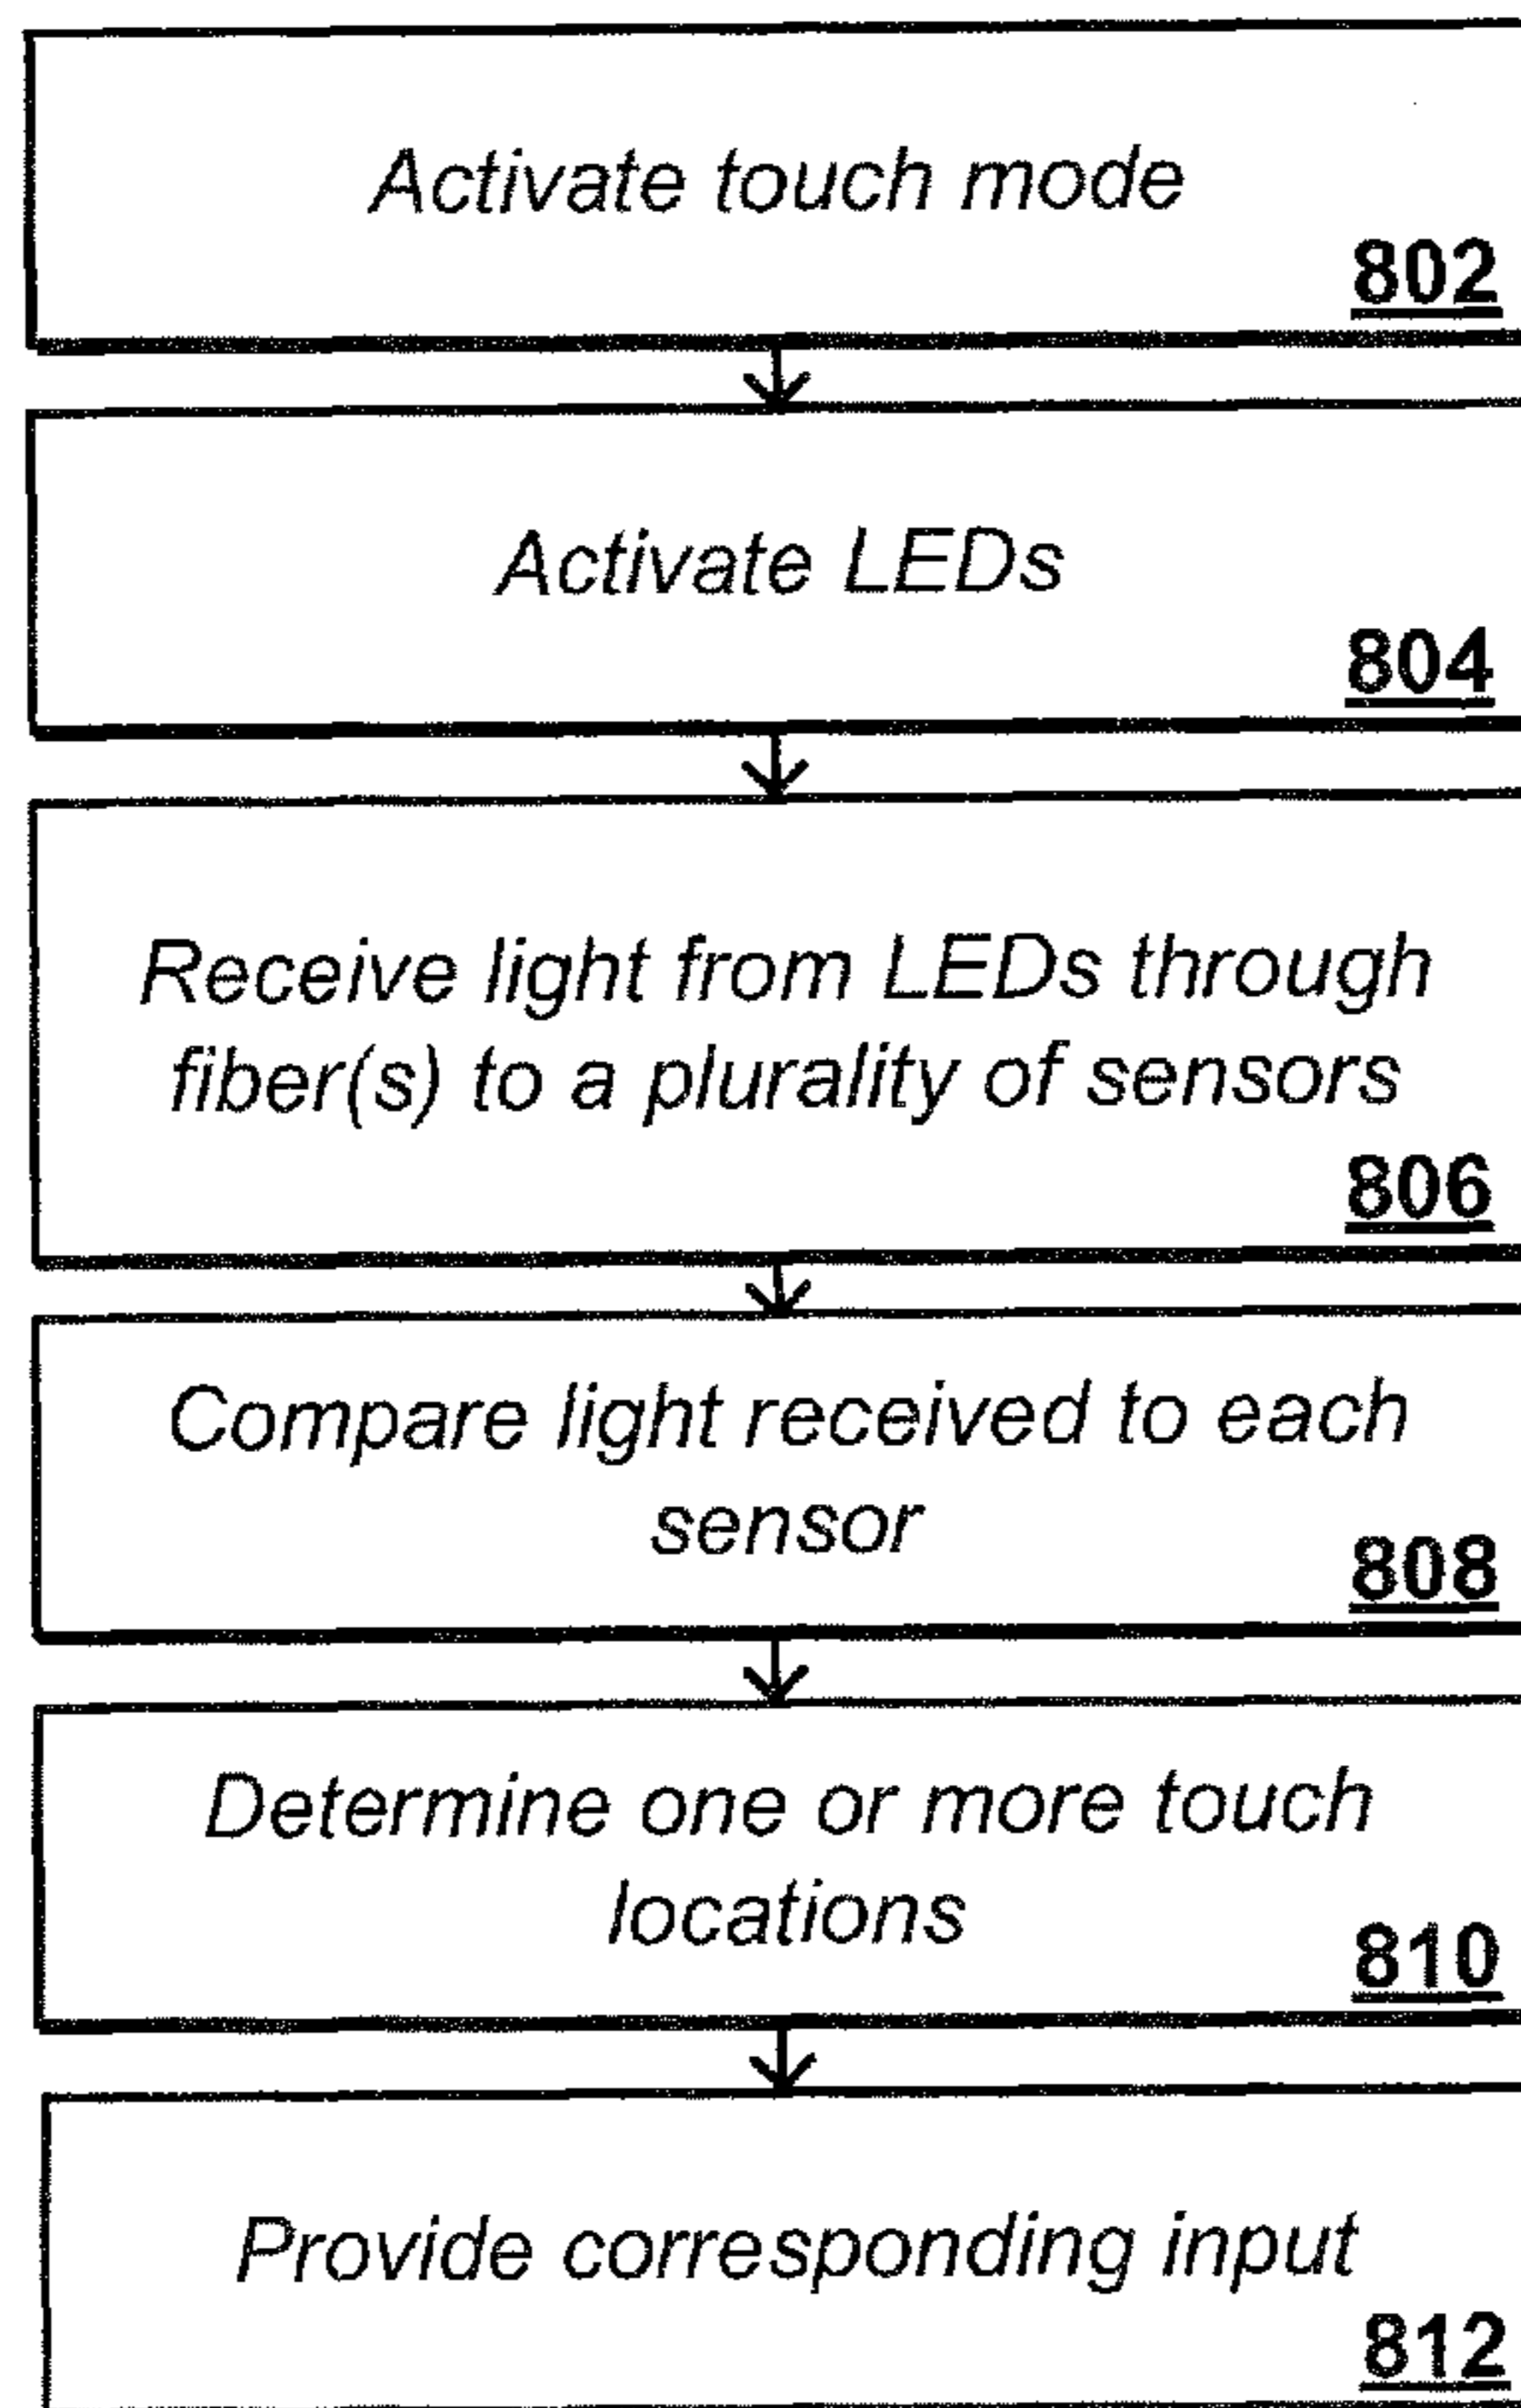 Activate touch mode
802
Activate LEDs
804
Receive light from LEDs through
fiber(s) to a plurality of sensors
806
Compare light received to each
sensor
808
Determine one or more touch
locations
810
Provide corresponding input
812